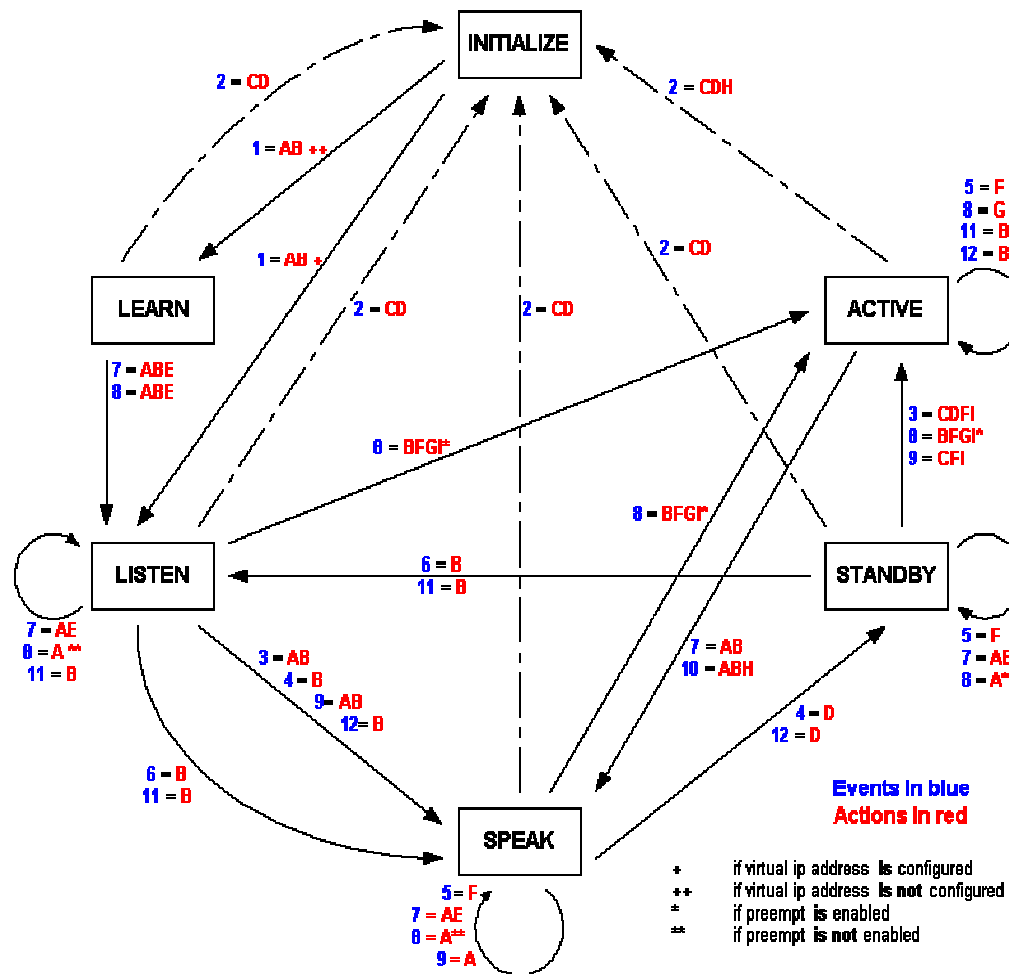 INITIALIZE
2 = CD
2 = CDH
1 = AB ++
5 = F
8 = G
11 = B
12 = B
1 = AB +
2 = CD
LEARN
2 = CD
2 = CD
ACTIVE
7 = ABE
8 = ABE
3 = CDFI
8 = BFGI*
9 = CFI
8 = BFGI*
8 = BFGI*
LISTEN
6 = B
11 = B
STANDBY
7 = AE
8 = A**
11 = B
3 = AB
4 = B
9= AB
12= B
7 = AB
10 = ABH
5 = F
7 = AE
8 = A*
4 = D
12 = D
6 = B
11 = B
Events in blue
Actions in red
SPEAK
5= F
7 = AE
8 = A**
9 = A
+ if virtual ip address is configured
++ if virtual ip address is not configured
* if preempt is enabled
** if preempt is not enabled